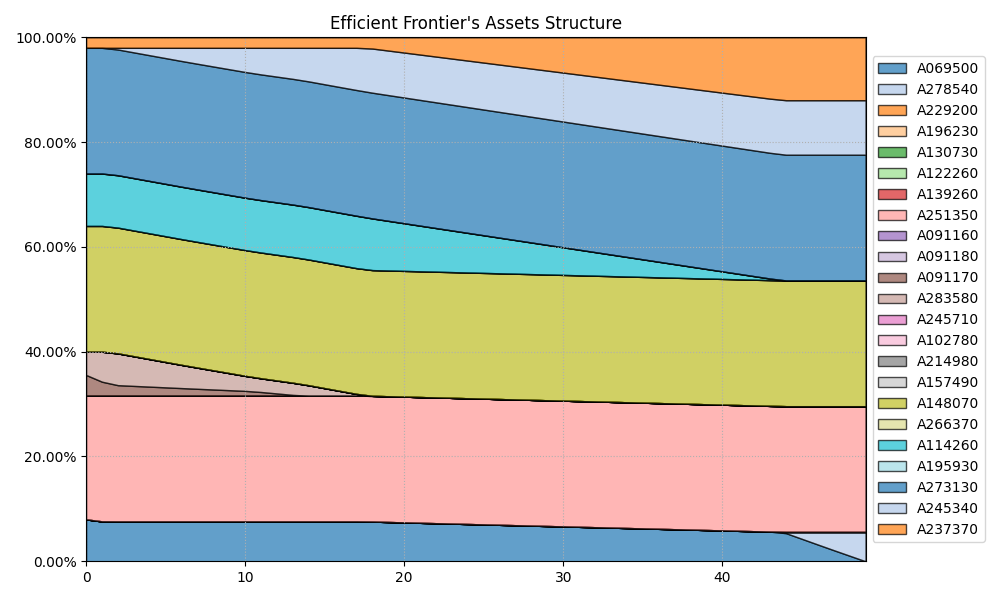 Efficient Frontier's Assets Structure
100.00%
80.00%
60.00%
40.00%
20.00%
0.00%
0
10
20
30
40
A069500
A278540
A229200
A196230
A130730
A122260
A139260
A251350
A091160
A091180
A091170
A283580
A245710
A102780
A214980
A157490
A148070
A266370
A114260
A195930
A273130
A245340
A237370